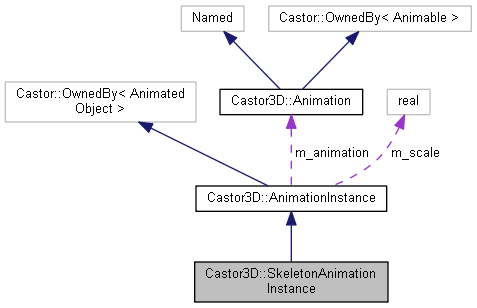 Named
Castor::OwnedBy< Animable >
Castor::OwnedBy< Animated
Object >
Castor3D::Animation
real
m_animation
m_scale
Castor3D::AnimationInstance
Castor3D::SkeletonAnimation
Instance